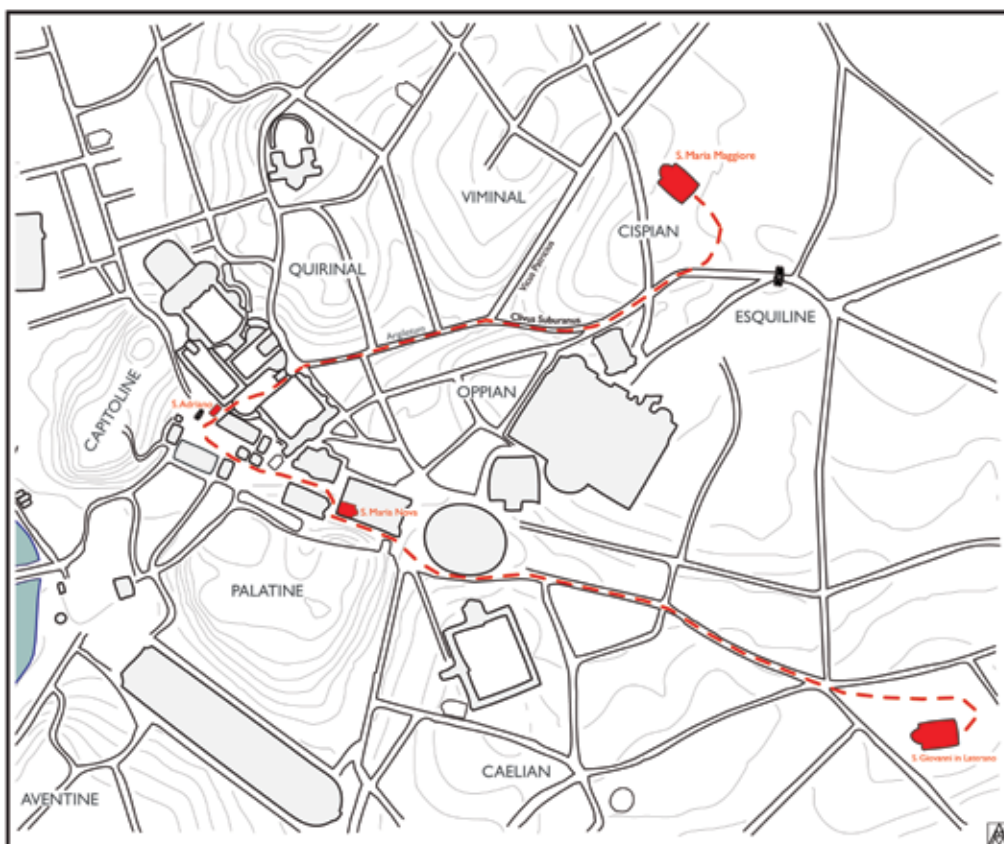 S. Maria Maggiore
VIMINAL
CISPIAN
QUIRINAL
Vicus Patricius
Clivus Suburanus
Argiletum
ESQUILINE
CAPITOLINE
OPPIAN
S. Adriano
S. Maria Nova
PALATINE
S. Giovanni in Laterano
CAELIAN
AVENTINE